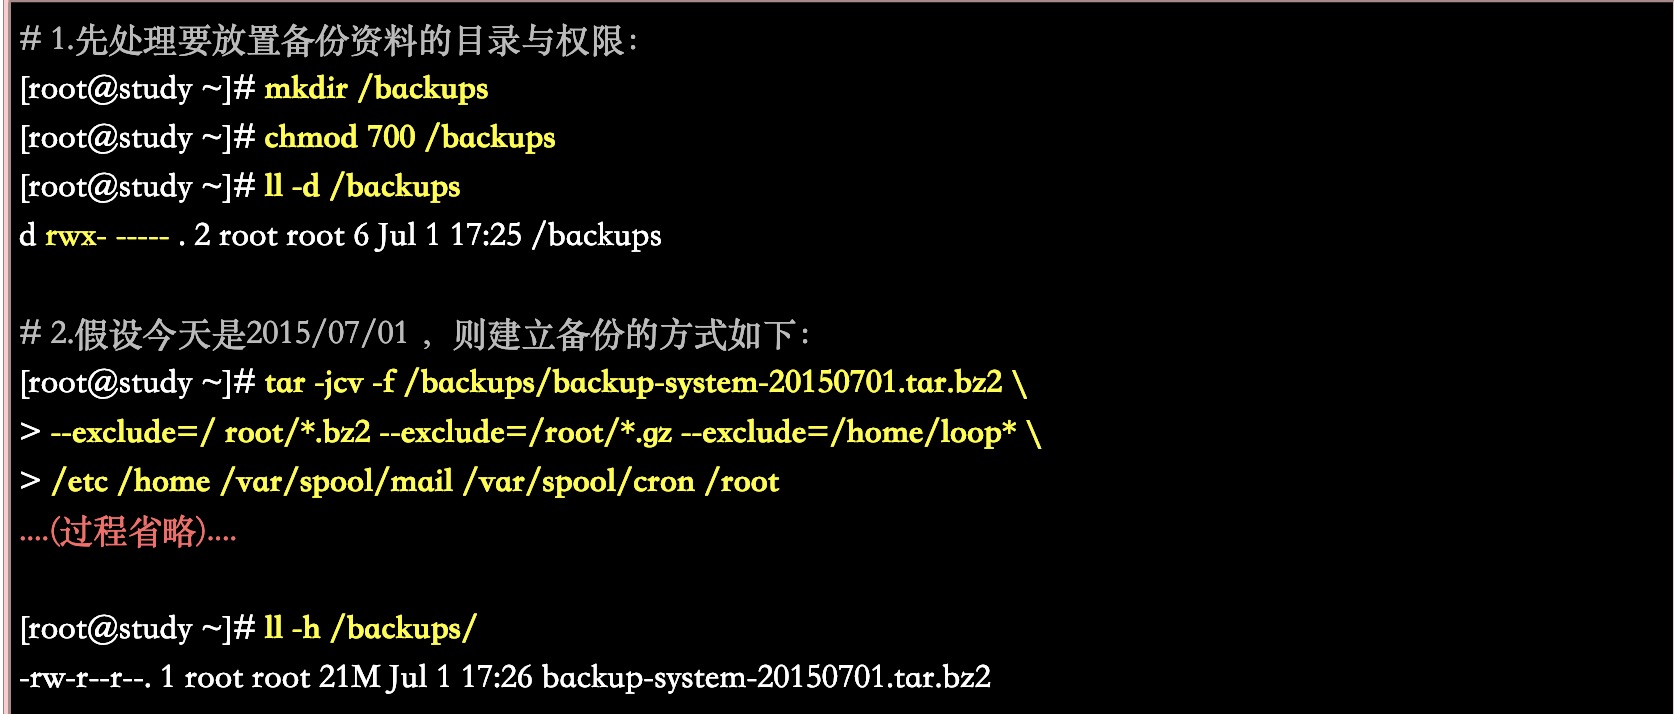 # 1.先处理要放置备份资料的目录与权限：
[root@study ~]# mkdir /backups
[root@study ~]# chmod 700 /backups
[root@study ~]# ll -d /backups
d rwx- ----- . 2 root root 6 Jul 1 17:25 /backups
# 2.假设今天是2015/07/01 ，则建立备份的方式如下：
[root@study ~]# tar -jcv -f /backups/backup-system-20150701.tar.bz2 \
> --exclude=/ root/*.bz2 --exclude=/root/*.gz --exclude=/home/loop* \
> /etc /home /var/spool/mail /var/spool/cron /root
....(过程省略)....
[root@study ~]# ll -h /backups/
-rw-r--r--. 1 root root 21M Jul 1 17:26 backup-system-20150701.tar.bz2